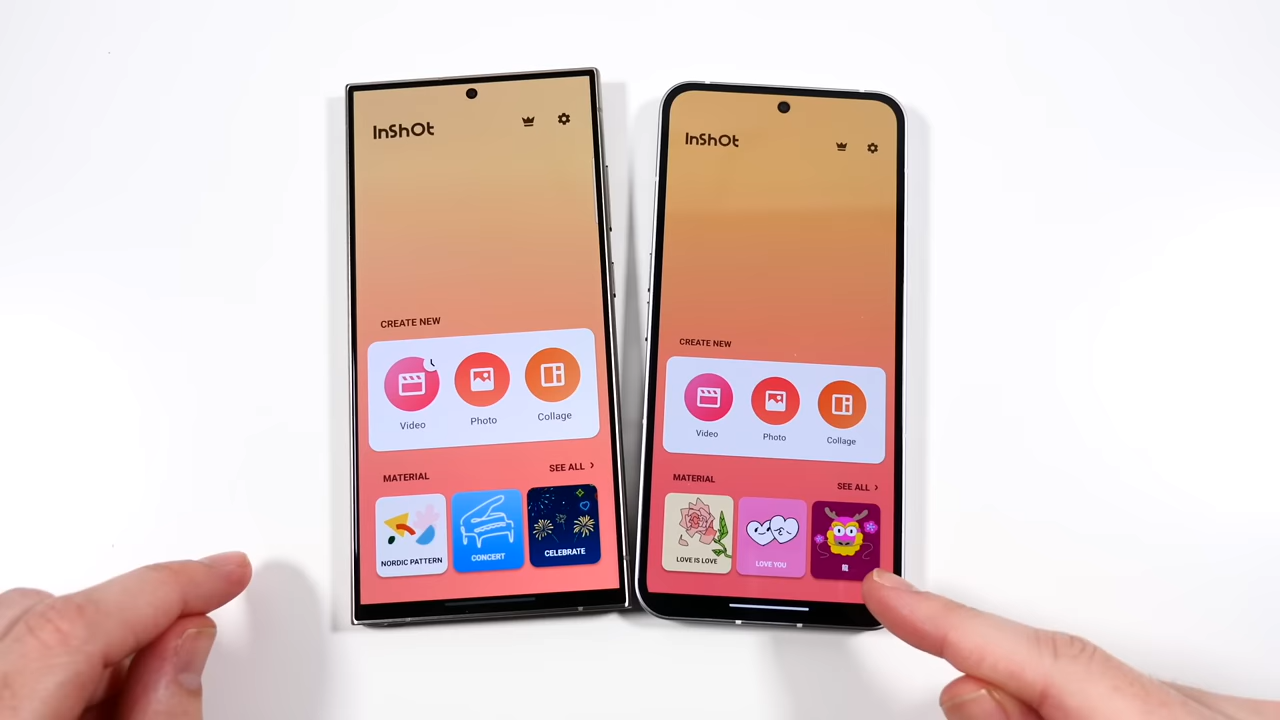 InShOt
CREATE NEW
Video
Photo
Collage
MATERIAL
SEE ALL >
NORDIC PATTERN
CONCERT
CELEBRATE
InShOt
CREATE NEW
Video
Photo
Collage
MATERIAL
SEE ALL >
LOVE IS LOVE
LOVE YOU